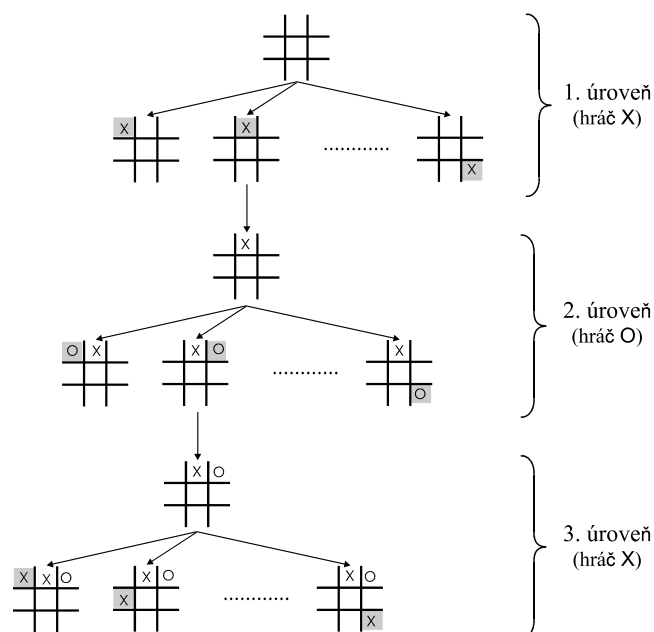 X X ............ X
1. úroveň
(hráč X)
X
O X X O ............ X
O
2. úroveň
(hráč O)
X O
X X O X O X O
X ............ X
3. úroveň
(hráč X)